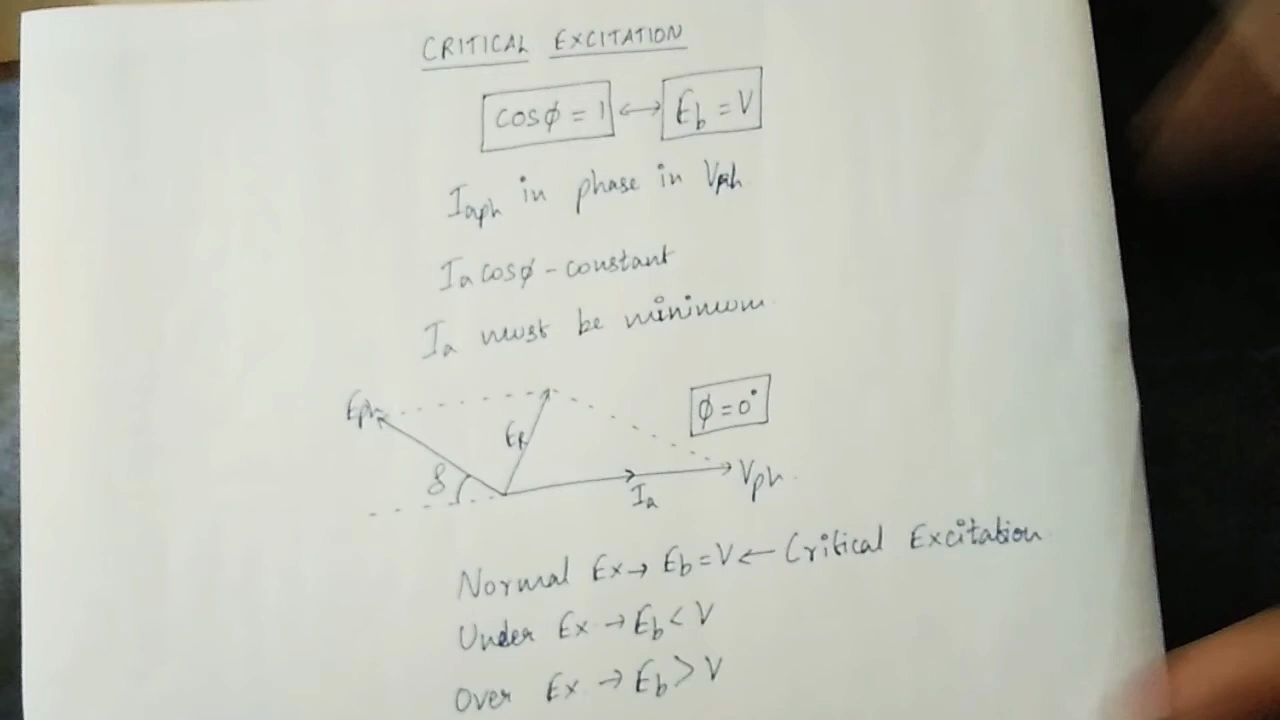 CRITICAL EXCITATION
cosϕ = 1 ↔ Eb = V
Iaph in phase in Vph
Ia cosϕ - constant
Ia must be minimum
Eph
ER
ϕ = 0°
δ
Ia
Vph
Normal Ex → Eb = V ← Critical Excitation
Under Ex → Eb < V
Over Ex → Eb > V